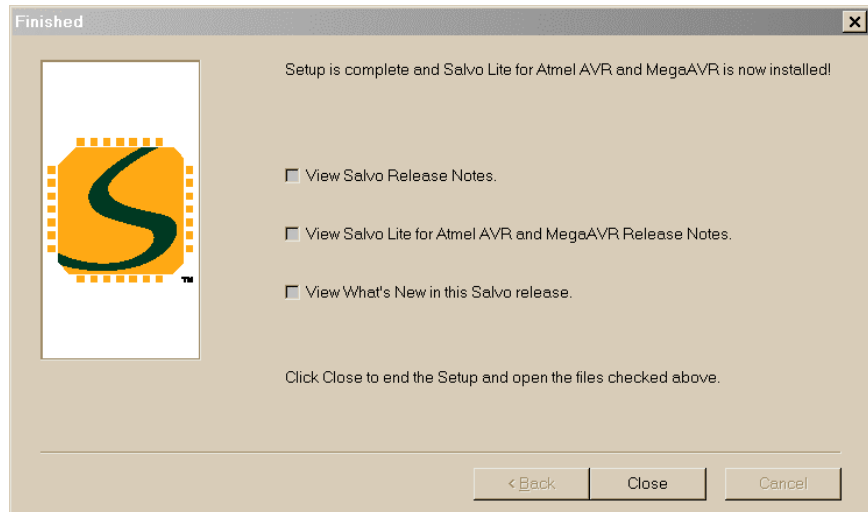 Finished
Setup is complete and Salvo Lite for Atmel AVR and MegaAVR is now installed!
View Salvo Release Notes.
View Salvo Lite for Atmel AVR and MegaAVR Release Notes.
View What's New in this Salvo release.
TM
Click Close to end the Setup and open the files checked above.
< Back
Close
Cancel